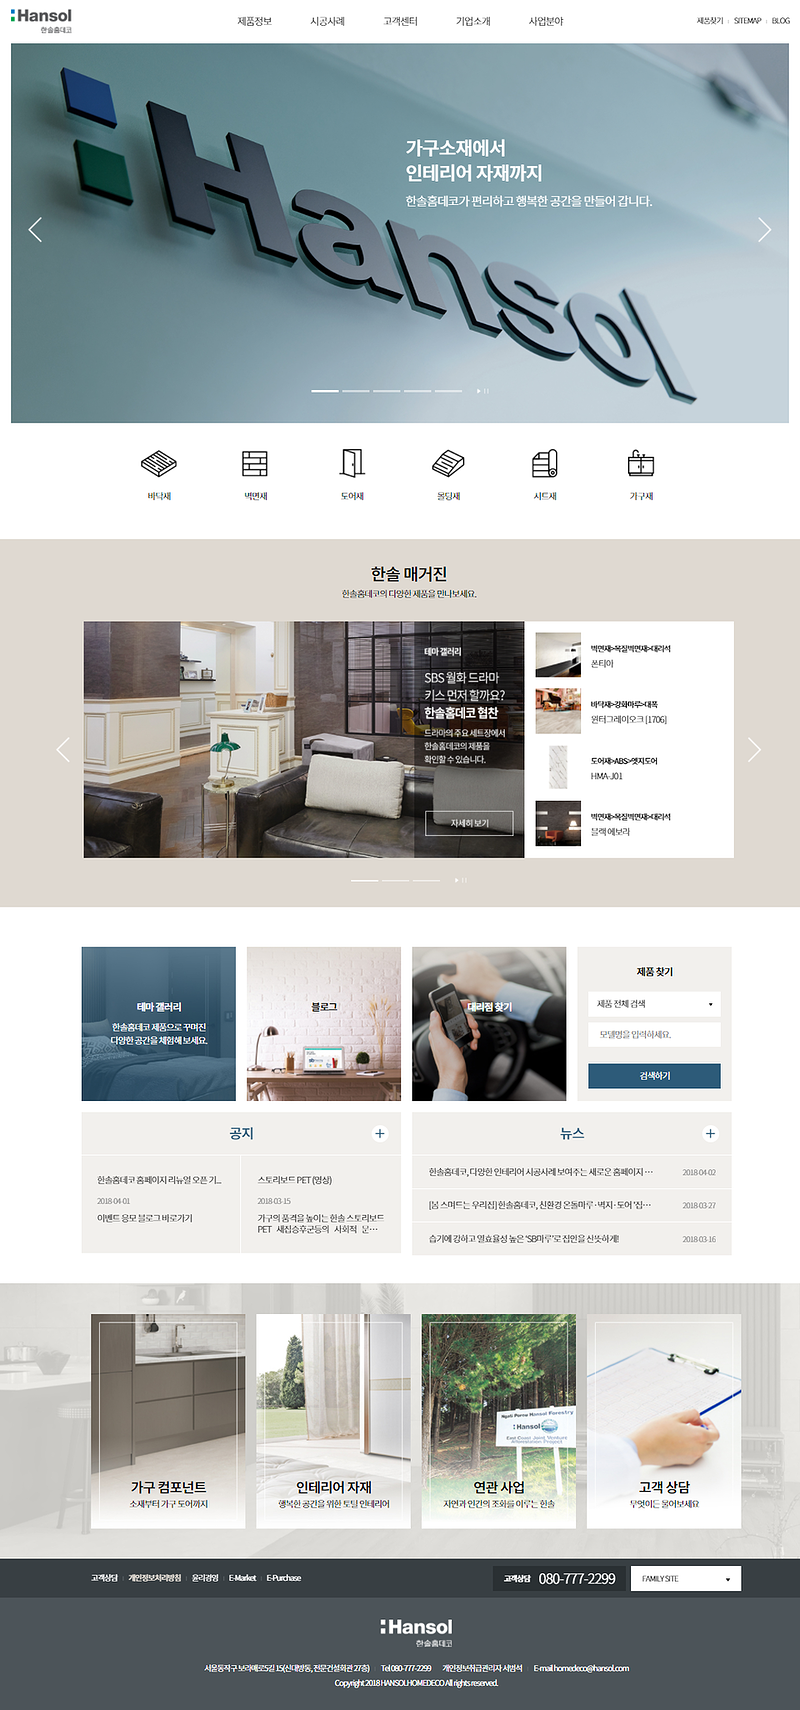 Hansol
한솔홈데코
제품정보
시공사례
고객센터
기업소개
사업분야
제품찾기
SITEMAP
BLOG
Hansol
가구소재에서
인테리어 자재까지
한솔홈데코가 편리하고 행복한 공간을 만들어 갑니다.
바닥재
벽면재
도어재
몰딩재
시트재
가구재
한솔 매거진
한솔홈데코의 다양한 제품을 만나보세요.
테마 갤러리
SBS 월화 드라마
키스 먼저 할까요?
한솔홈데코 협찬
드라마의 주요 세트장에서
한솔홈데코의 제품을
확인할 수 있습니다.
자세히 보기
벽면재>목질벽면재>대리석
폰티아
바닥재>강화마루>대폭
윈터그레이오크 [1706]
도어재>ABS>엣지도어
HMA-J01
벽면재>목질벽면재>대리석
블랙 에보라
테마 갤러리
한솔홈데코 제품으로 꾸며진
다양한 공간을 체험해 보세요.
블로그
대리점 찾기
제품 찾기
제품 전체 검색
모델명을 입력하세요.
검색하기
공지
한솔홈데코 홈페이지 리뉴얼 오픈 기...
2018-04-01
이벤트 응모 블로그 바로가기
스토리보드 PET (영상)
2018-03-15
가구의 품격을 높이는 한솔 스토리보드
PET 새집증후군등의 사회적 문…
뉴스
한솔홈데코, 다양한 인테리어 시공사례 보여주는 새로운 홈페이지 …
2018-04-02
[봄 스며드는 우리집] 한솔홈데코, 친환경 온돌마루·벽지·도어 '집…
2018-03-27
습기에 강하고 열효율성 높은 'SB마루'로 집안을 산뜻하게!
2018-03-16
Ngati Porou Hansol Forestry
Hansol
East Coast Joint Venture
Afforestation Project
가구 컴포넌트
소재부터 가구 도어까지
인테리어 자재
행복한 공간을 위한 토탈 인테리어
연관 사업
자연과 인간의 조화를 이루는 한솔
고객 상담
무엇이든 물어보세요
고객상담
개인정보처리방침
윤리경영
E-Market
E-Purchase
고객상담 080-777-2299
FAMILY SITE
Hansol
한솔홈데코
서울동작구 보라매로5길 15(신대방동, 전문건설회관 27층) Tel 080-777-2299 개인정보취급관리자 서범석 E-mail homedeco@hansol.com
Copyright 2018 HANSOL HOMEDECO All rights reserved.